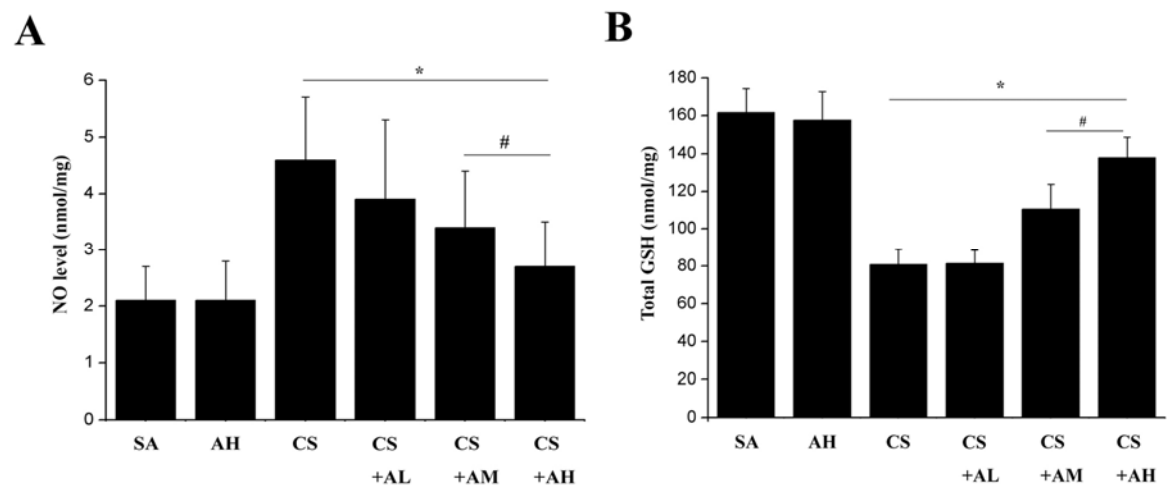 A
NO level (nmol/mg)
6
5
4
3
2
1
0
*
#
SA AH CS CS CS CS
+AL +AM +AH
B
Total GSH (nmol/mg)
180
160
140
120
100
80
60
40
20
0
*
#
SA AH CS CS CS CS
+AL +AM +AH